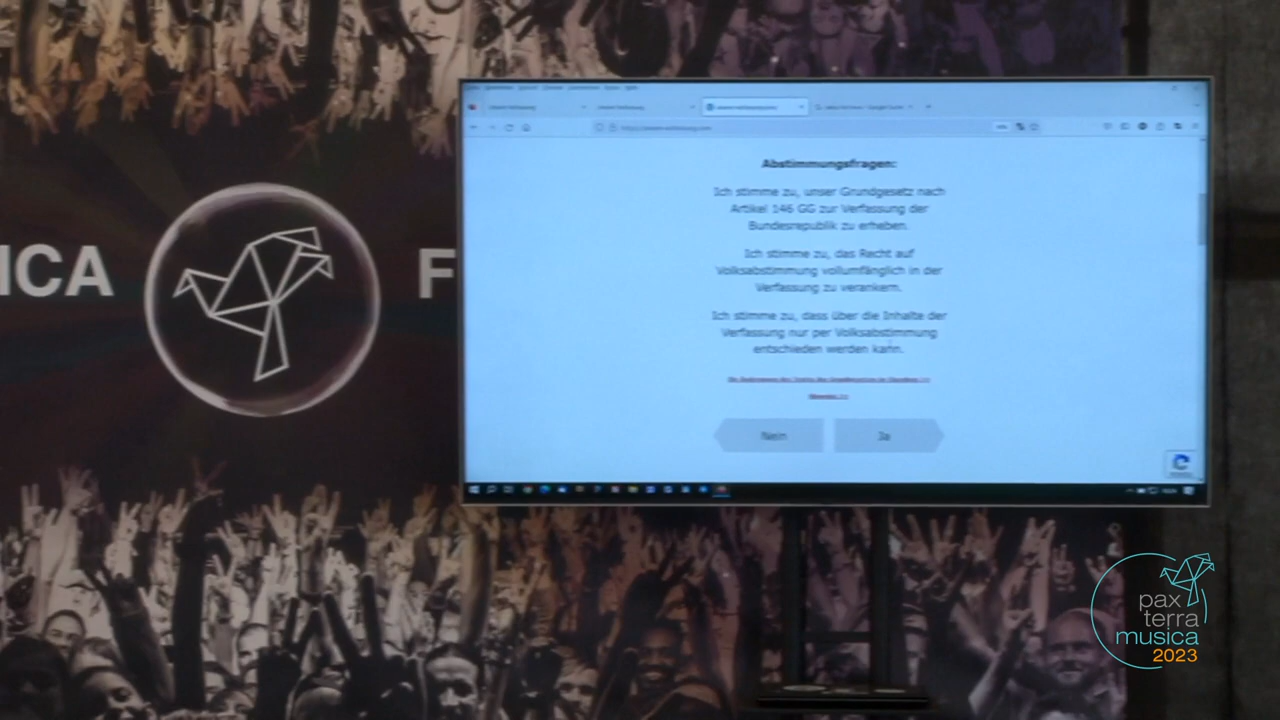 ICA
F
Abstimmungsfragen:
Ich stimme zu, unser Grundgesetz nach
Artikel 146 GG zur Verfassung der
Bundesrepublik zu erheben.
Ich stimme zu, das Recht auf
Volksabstimmung vollumfänglich in der
Verfassung zu verankern.
Ich stimme zu, dass über die Inhalte der
Verfassung nur per Volksabstimmung
entschieden werden kann.
Nein
Ja
pax
terra
musica
2023